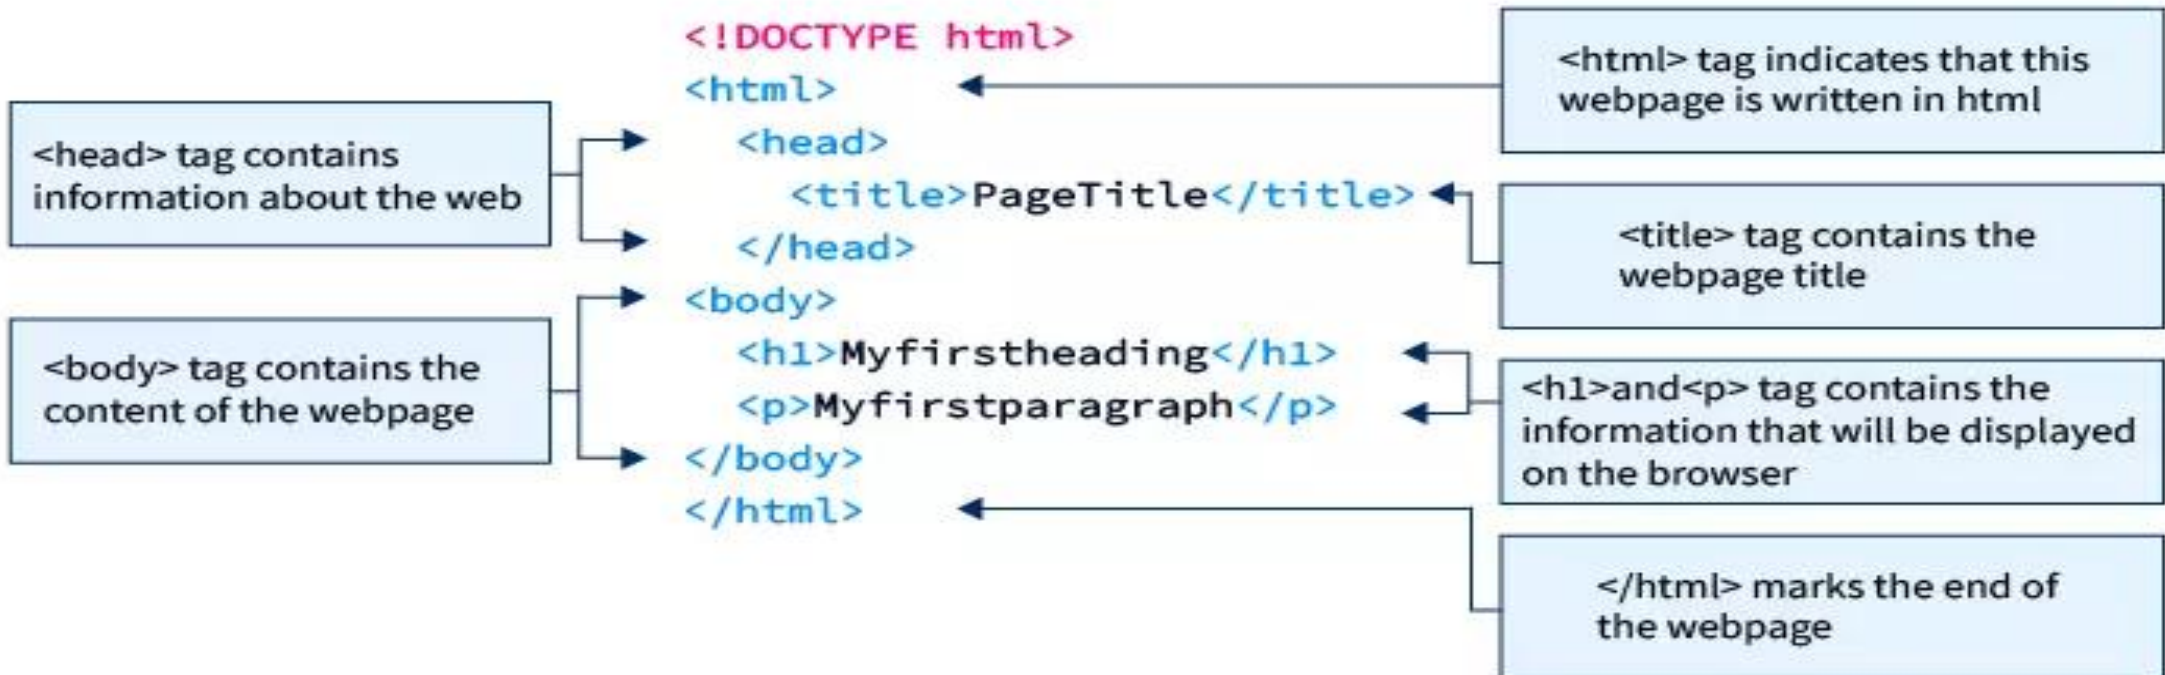 <!DOCTYPE html>
<html>
<head>
<title>PageTitle</title>
</head>
<body>
<h1>Myfirstheading</h1>
<p>Myfirstparagraph</p>
</body>
</html>
<head> tag contains
information about the web
<body> tag contains the
content of the webpage
<html> tag indicates that this
webpage is written in html
<title> tag contains the
webpage title
<h1>and<p> tag contains the
information that will be displayed
on the browser
</html> marks the end of
the webpage